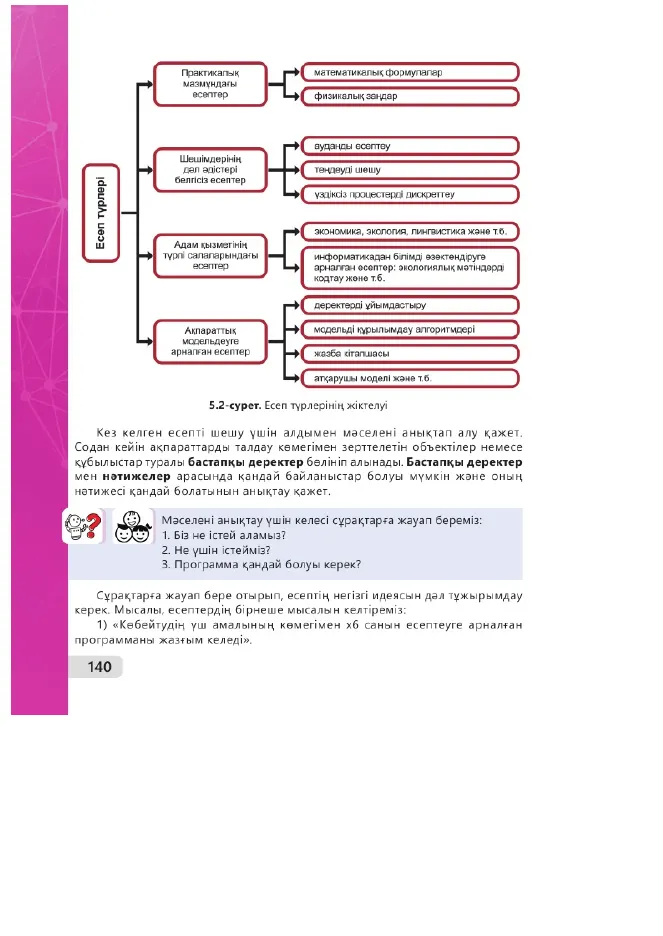 Есеп түрлері
Практикалық
мазмұндағы
есептер
математикалық формулалар
физикалық заңдар
Шешімдерінің
дәл әдістері
белгісіз есептер
ауданды есептеу
теңдеуді шешу
үздіксіз процестерді дискреттеу
Адам қызметінің
түрлі салаларындағы
есептер
экономика, экология, лингвистика және т.б.
информатикадан білімді өзектендіруге
арналған есептер: экологиялық мәтіндерді
кодтау және т.б.
Ақпараттық
модельдеуге
арналған есептер
деректерді ұйымдастыру
модельді құрылымдау алгоритмдері
жазба кітапшасы
атқарушы моделі және т.б.
5.2-сурет. Есеп түрлерінің жіктелуі
Кез келген есепті шешу үшін алдымен мәселені анықтап алу қажет.
Содан кейін ақпараттарды талдау көмегімен зерттелетін объектілер немесе
құбылыстар туралы бастапқы деректер бөлініп алынады. Бастапқы деректер
мен нәтижелер арасында қандай байланыстар болуы мүмкін және оның
нәтижесі қандай болатынын анықтау қажет.
Мәселені анықтау үшін келесі сұрақтарға жауап береміз:
1. Біз не істей аламыз?
2. Не үшін істейміз?
3. Программа қандай болуы керек?
Сұрақтарға жауап бере отырып, есептің негізгі идеясын дәл тұжырымдау
керек. Мысалы, есептердің бірнеше мысалын келтіреміз:
1) «Көбейтудің үш амалының көмегімен x6 санын есептеуге арналған
программаны жазғым келеді».
140